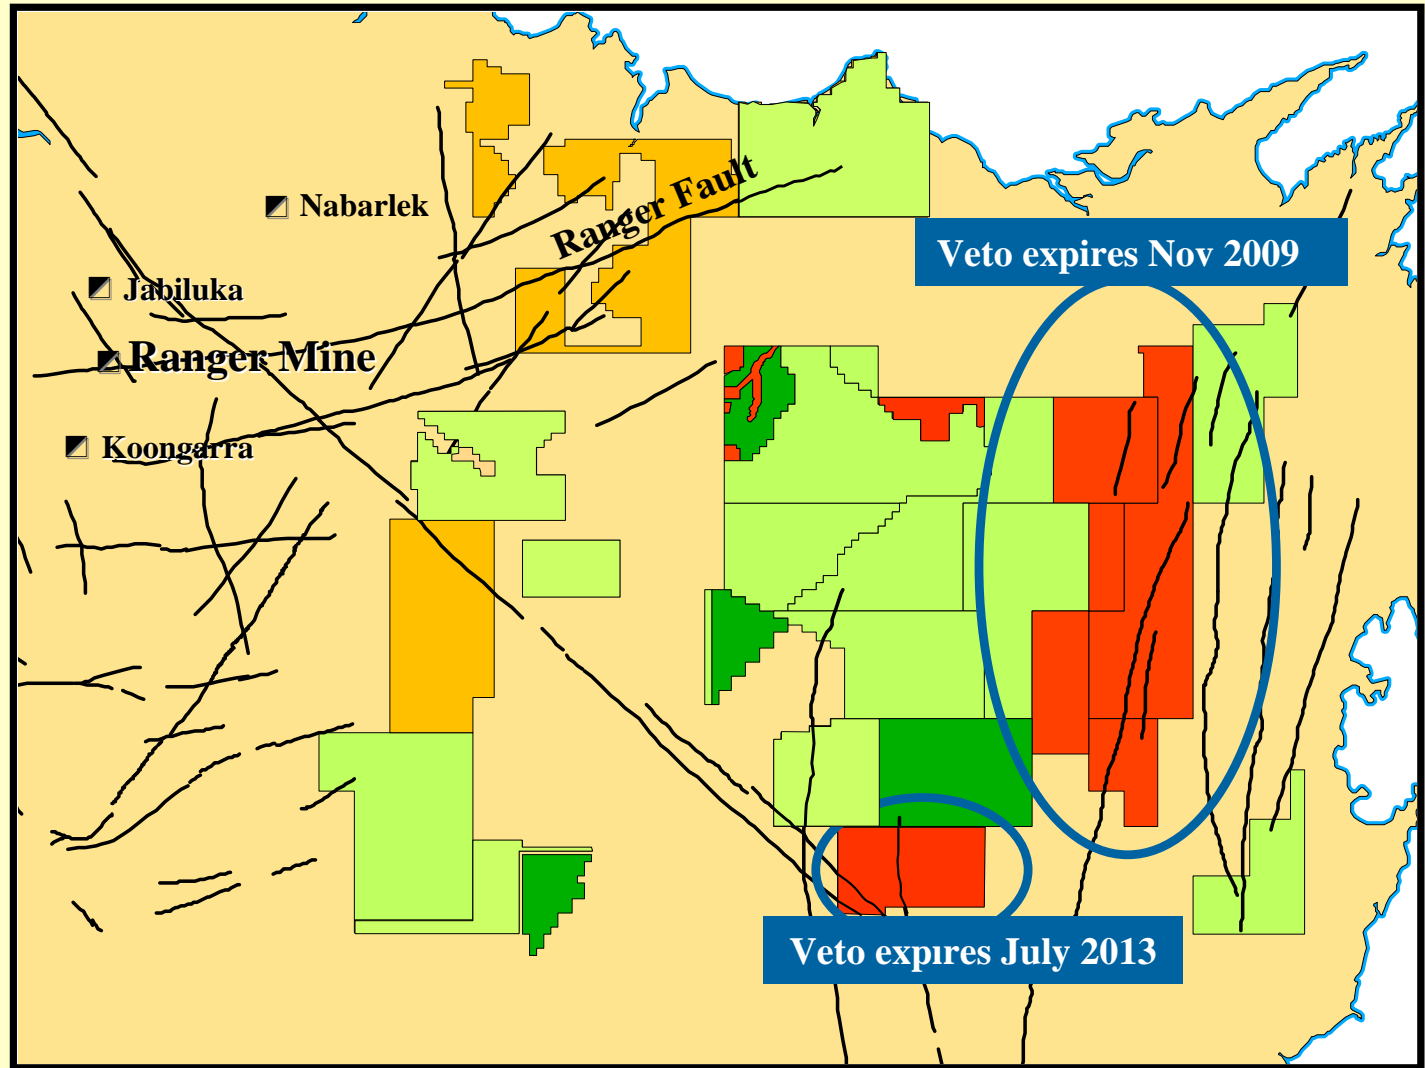 Ranger Fault
Nabarlek
Veto expires Nov 2009
Jabiluka
Ranger Mine
Koongarra
Veto expires July 2013